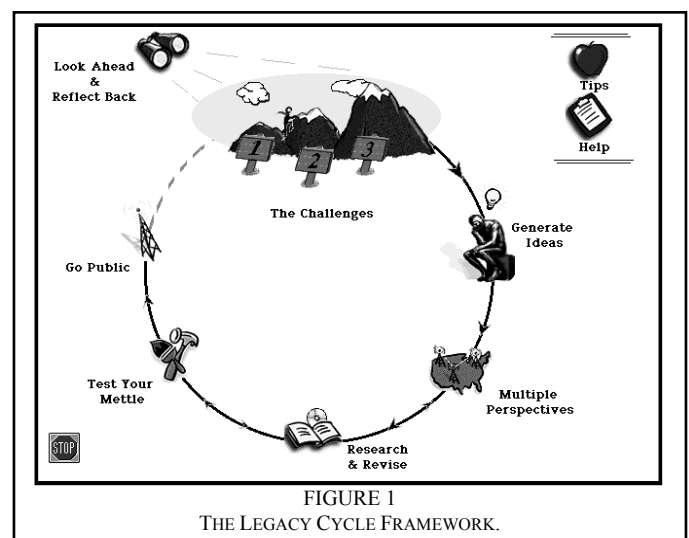 Look Ahead
&
Reflect Back
Tips
Help
1
2
3
The Challenges
Generate
Ideas
Go Public
Multiple
Perspectives
Test Your
Mettle
Research
& Revise
STOP
FIGURE 1
THE LEGACY CYCLE FRAMEWORK.